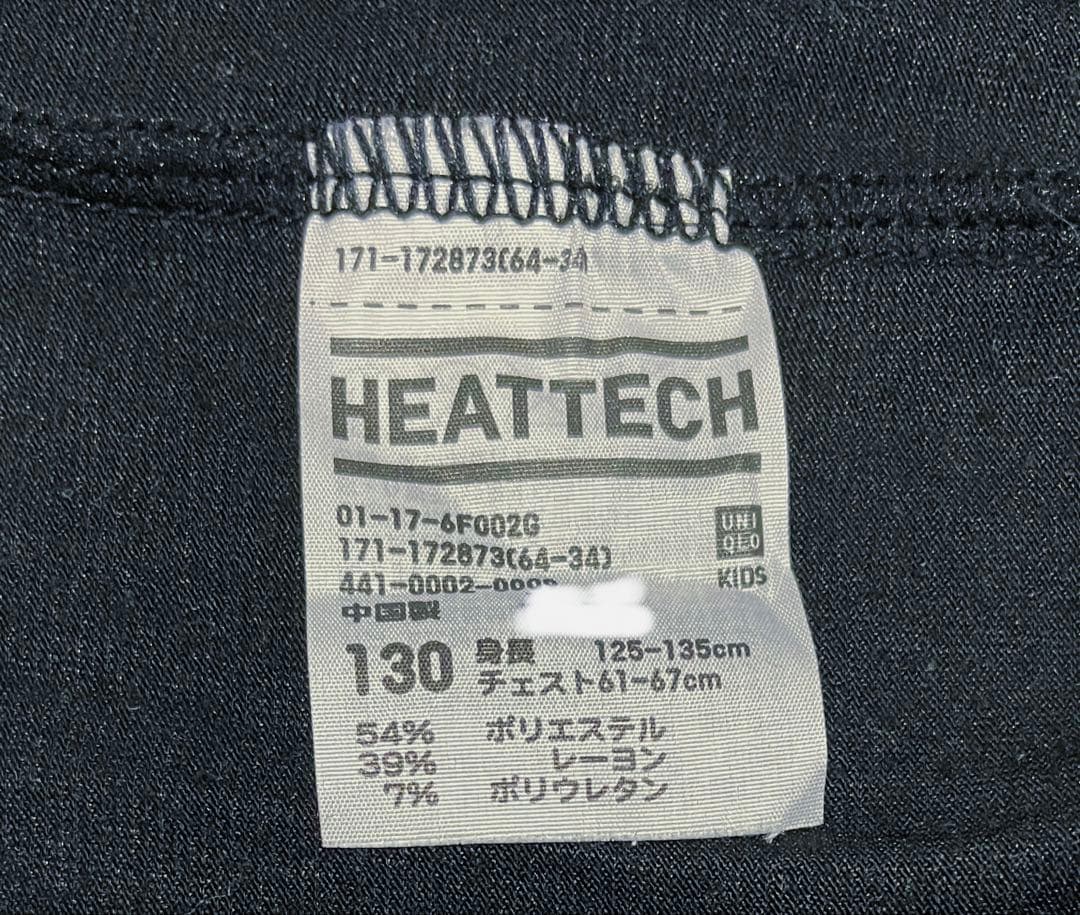 171-172873(64-34)
HEATTECH
01-17-6F002G
171-172873(64-34)
441-0002-
UNI
QLO
KIDS
中国製
130
身長 125-135cm
チェスト61-67cm
54% ポリエステル
39% レーヨン
7% ポリウレタン